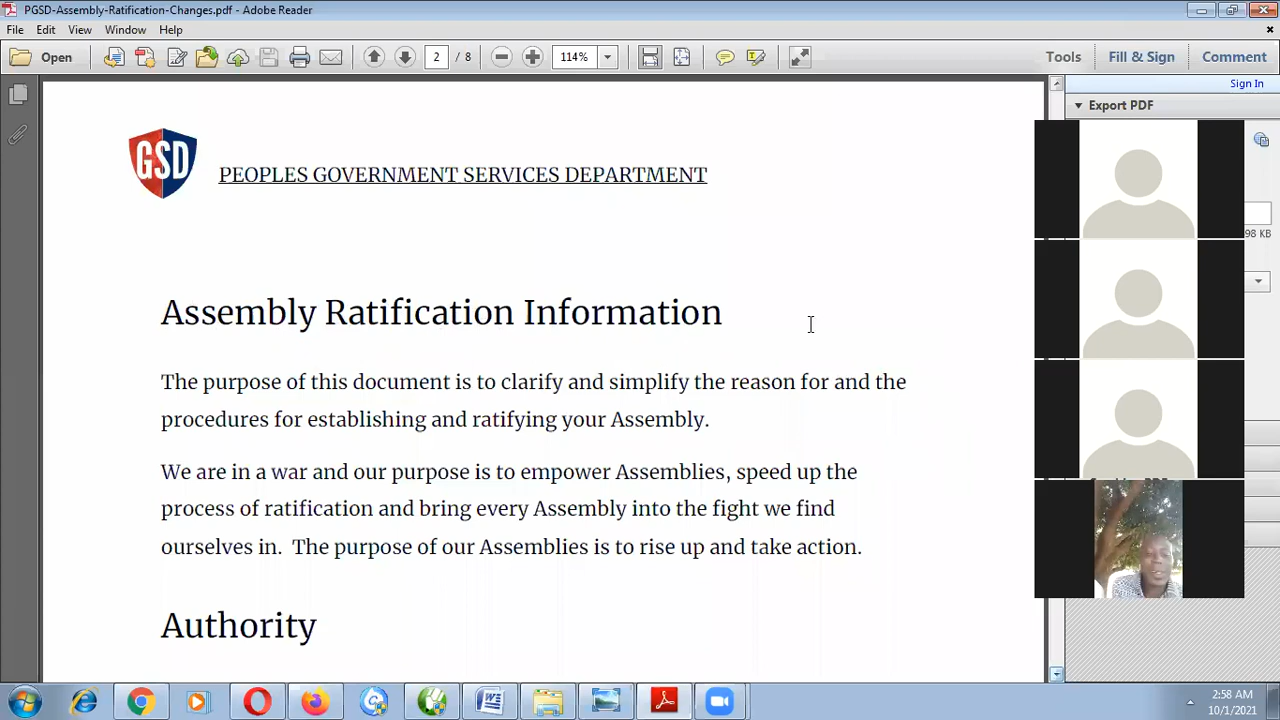 PGSD-Assembly-Ratification-Changes.pdf - Adobe Reader
File Edit View Window Help
Open 2 / 8 114% Tools Fill & Sign Comment
Sign In
Export PDF
GSD
PEOPLES GOVERNMENT SERVICES DEPARTMENT
98 KB
Assembly Ratification Information
The purpose of this document is to clarify and simplify the reason for and the
procedures for establishing and ratifying your Assembly.
We are in a war and our purpose is to empower Assemblies, speed up the
process of ratification and bring every Assembly into the fight we find
ourselves in. The purpose of our Assemblies is to rise up and take action.
Authority
2:58 AM
10/1/2021